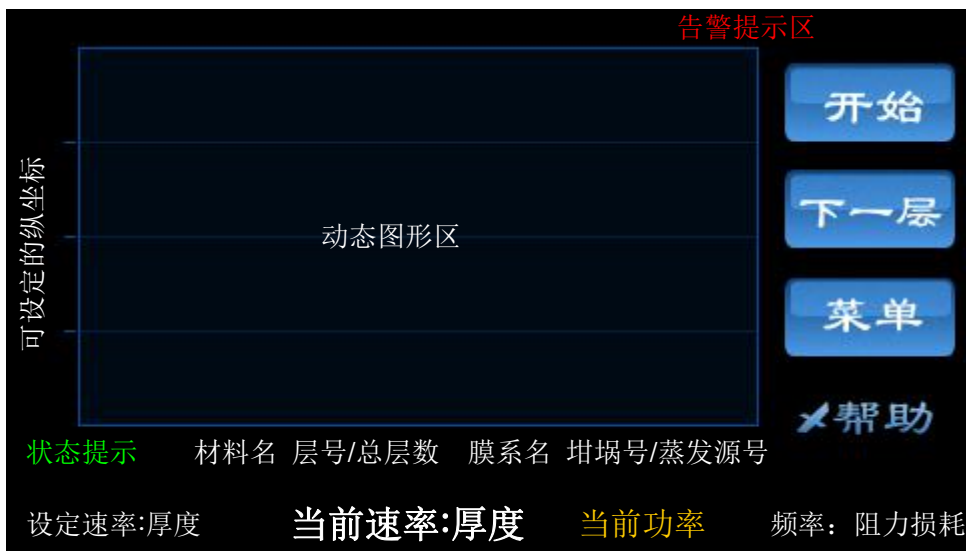 告警提示区
开始
可设定的纵坐标
动态图形区
下一层
菜单
帮助
状态提示 材料名 层号/总层数 膜系名 坩埚号/蒸发源号
设定速率:厚度 当前速率:厚度 当前功率 频率：阻力损耗